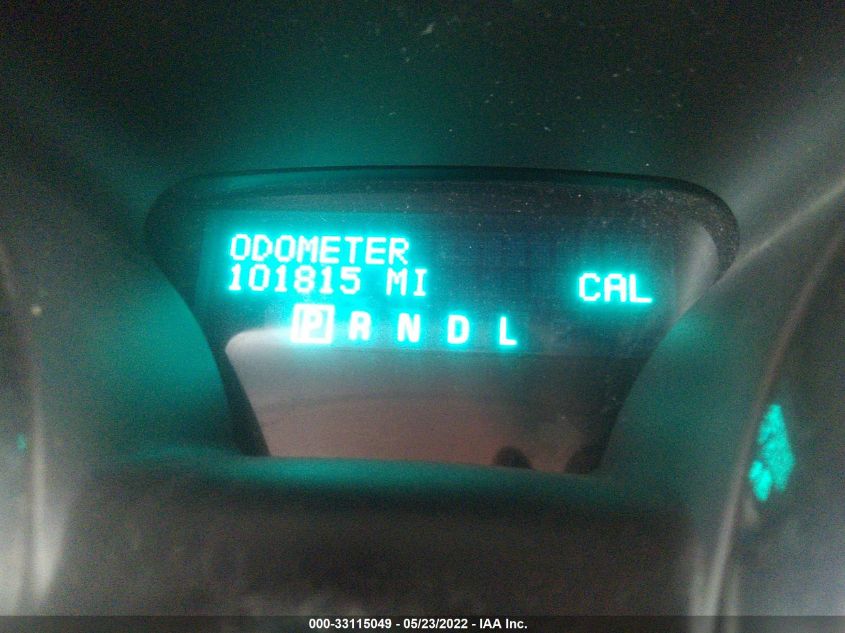 ODOMETER
101815 MI CAL
P R N D L
000-33115049 - 05/23/2022 - IAA Inc.